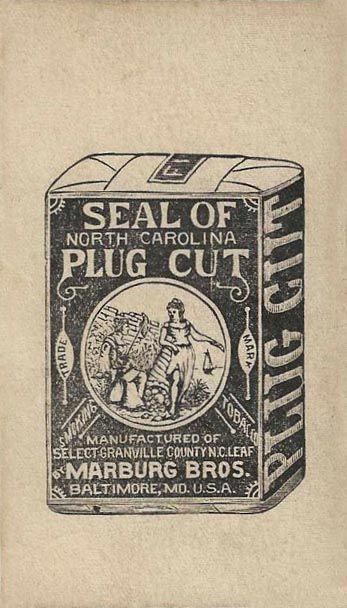 SEAL OF
NORTH CAROLINA
PLUG CUT
TRADE
MARK
SMOKING
TOBACCO
MANUFACTURED OF
SELECT GRANVILLE COUNTY N.C. LEAF
MARBURG BROS.
BALTIMORE, MD. U.S.A.
PLUG CUT